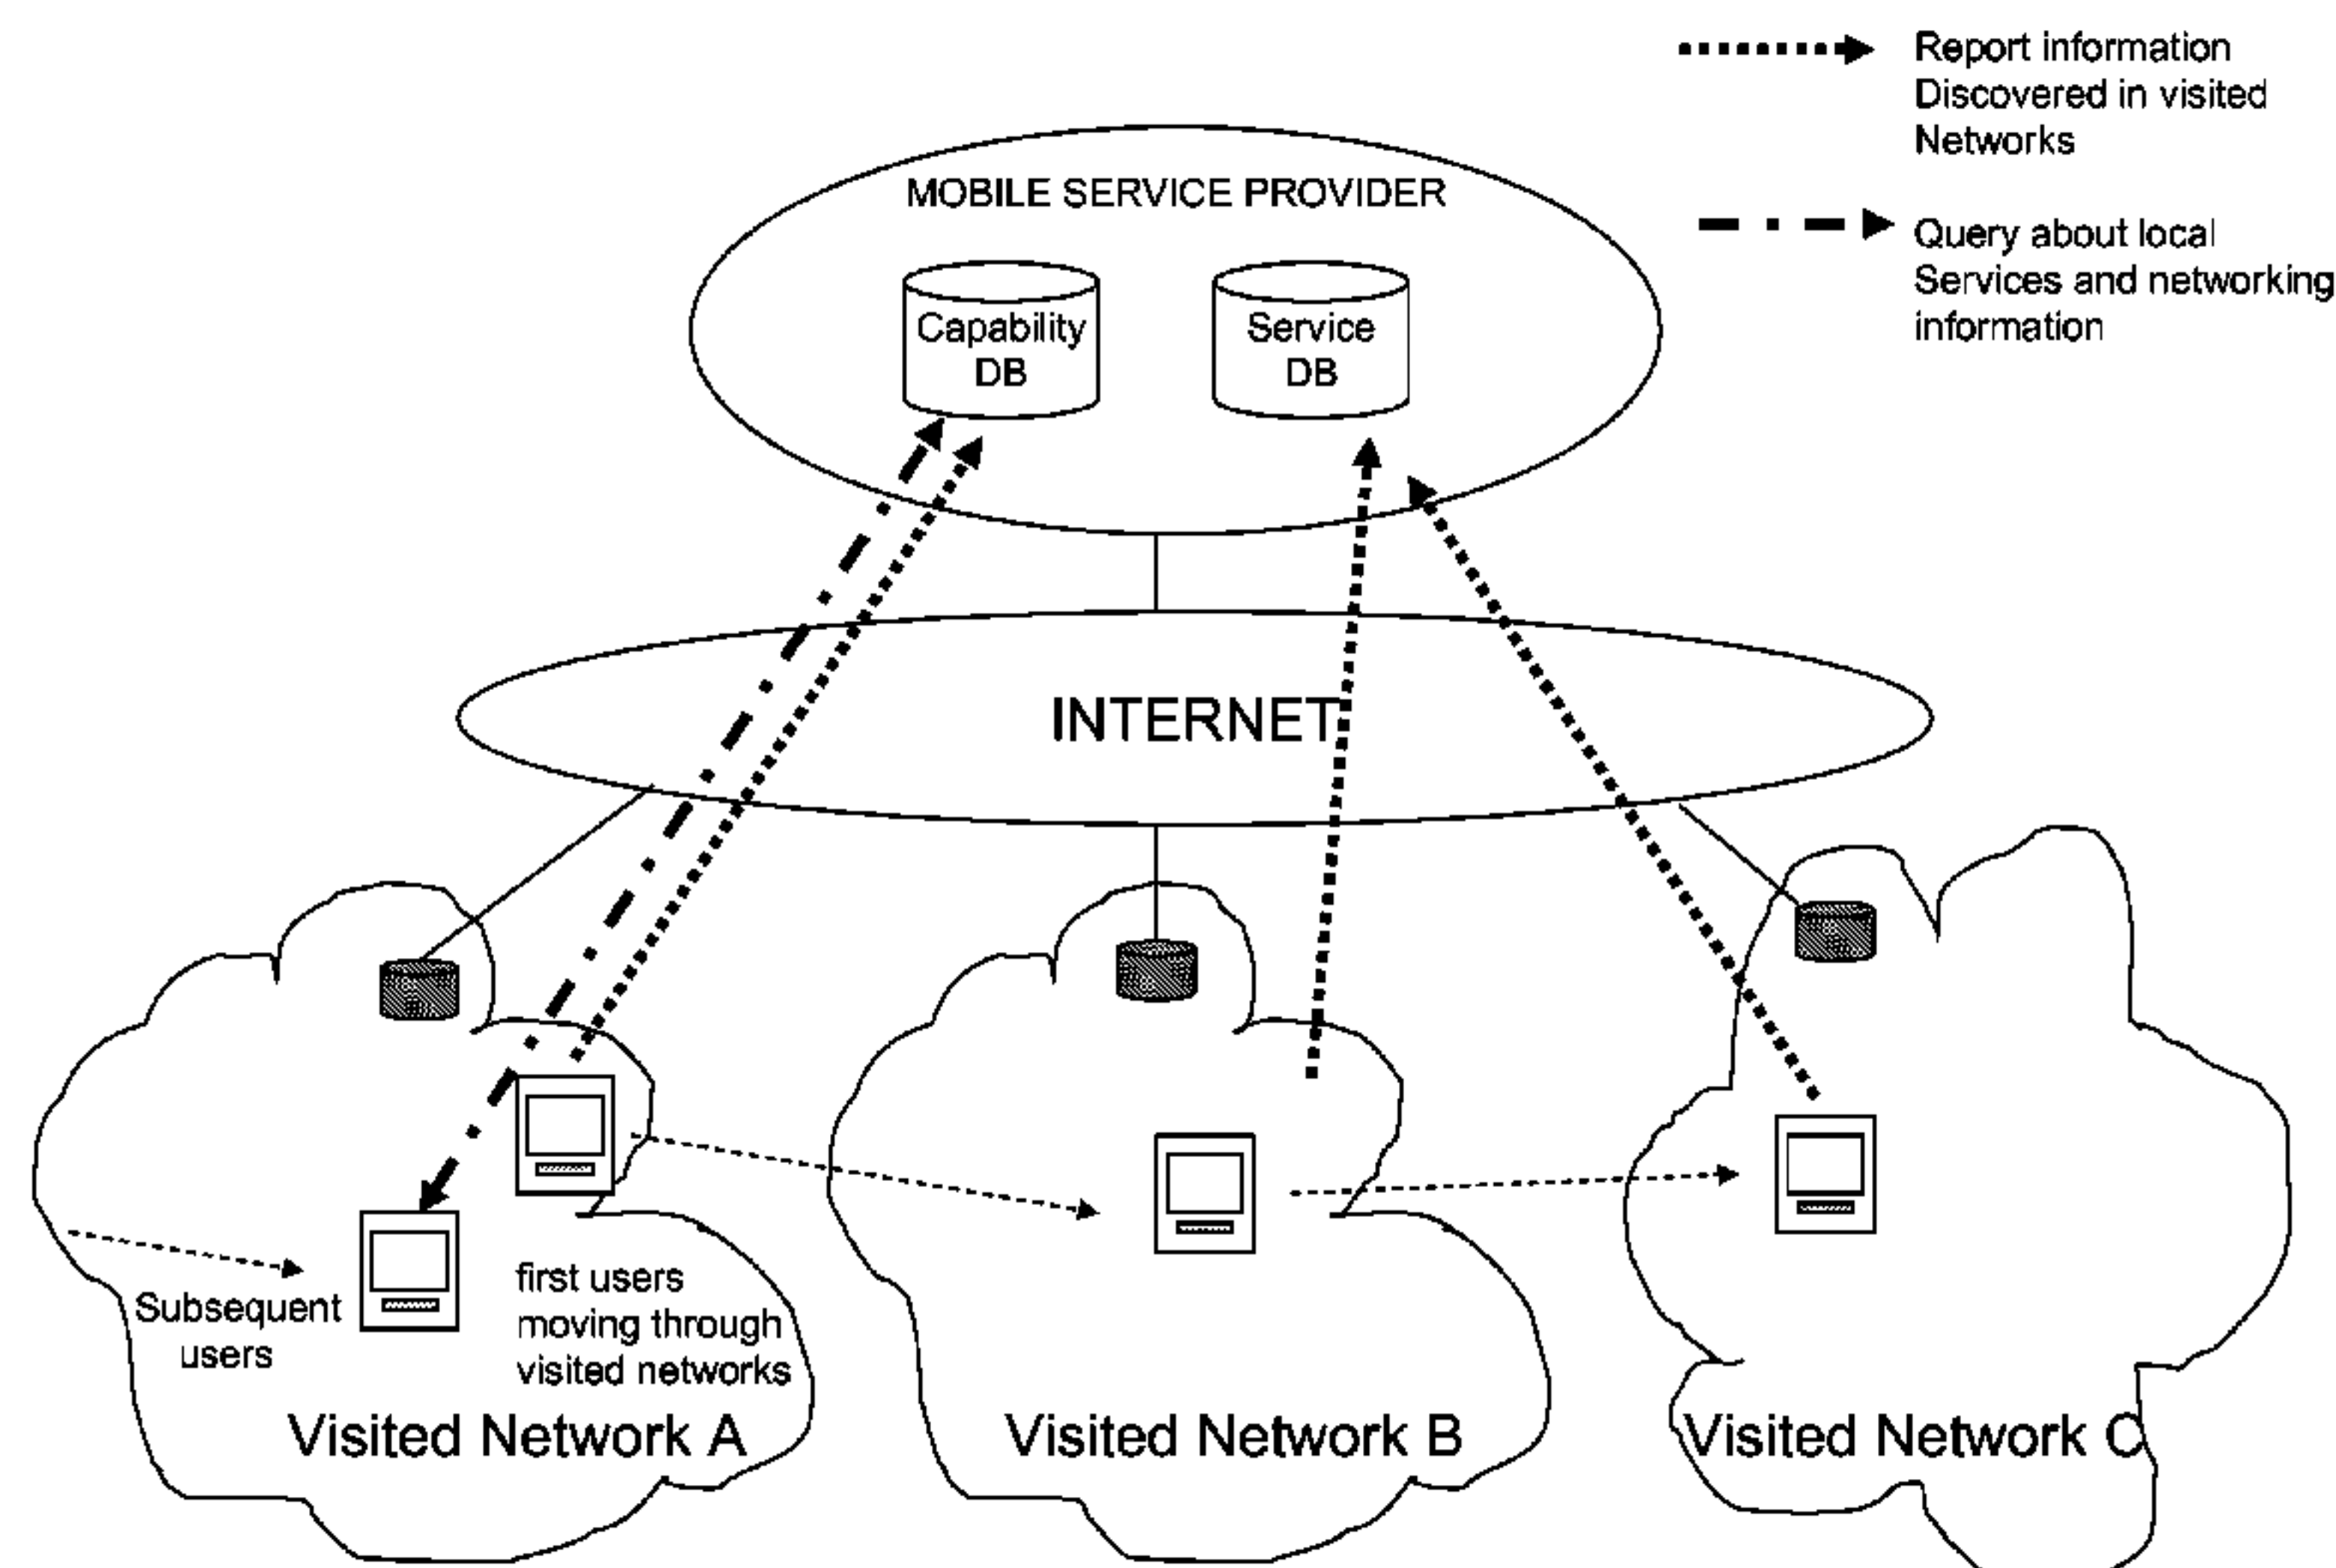 Report information
Discovered in visited
Networks
MOBILE SERVICE PROVIDER
Query about local
Services and networking
information
Capability
DB
Service
DB
INTERNET
first users
moving through
visited networks
Subsequent
users
Visited Network A
Visited Network B
Visited Network C